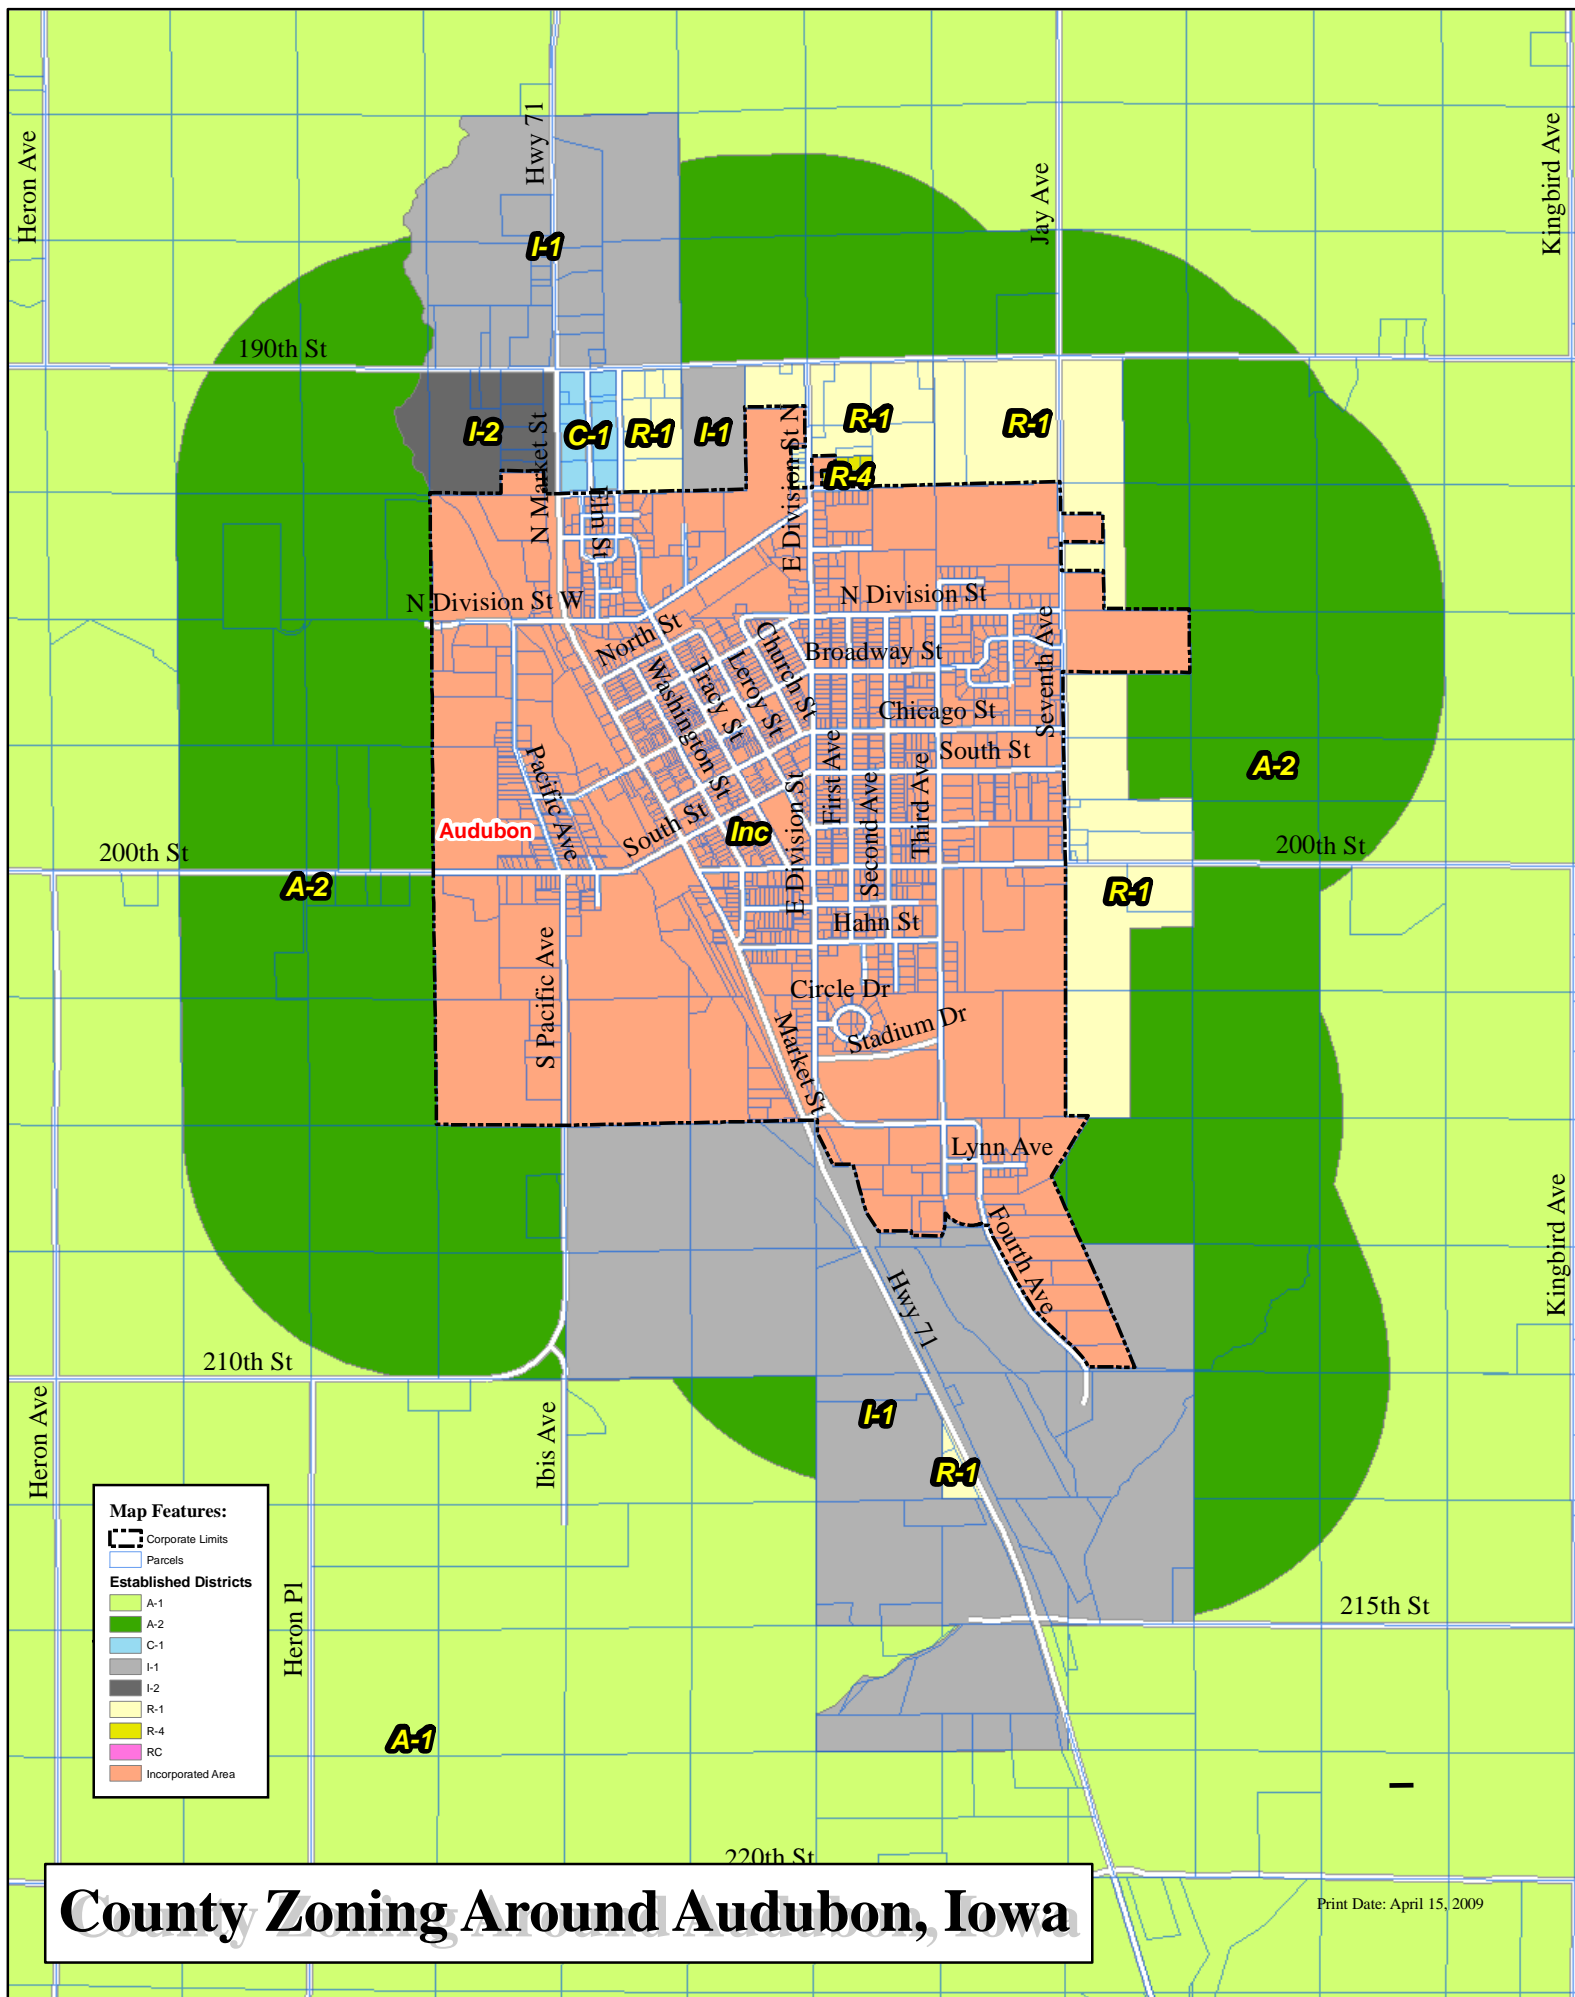 Heron Ave
Hwy 71
Jay Ave
Kingbird Ave
I-1
190th St
I-2
N Market St
C-1
R-1
I-1
E Division St N
R-1
R-1
R-4
Elm St
N Division St W
N Division St
North St
Church St
Broadway St
Seventh Ave
Washington St
Tracy St
Leroy St
Chicago St
South St
Pacific Ave
First Ave
Second Ave
Third Ave
A-2
Audubon
South St
Inc
E Division St
200th St
200th St
A-2
R-1
Hahn St
S Pacific Ave
Circle Dr
Stadium Dr
Market St
Lynn Ave
Fourth Ave
Kingbird Ave
Hwy 71
210th St
Heron Ave
Ibis Ave
I-1
R-1
Map Features:
Corporate Limits
Parcels
Established Districts
A-1
A-2
C-1
I-1
I-2
R-1
R-4
RC
Incorporated Area
Heron Pl
215th St
A-1
220th St
County Zoning Around Audubon, Iowa
Print Date: April 15, 2009